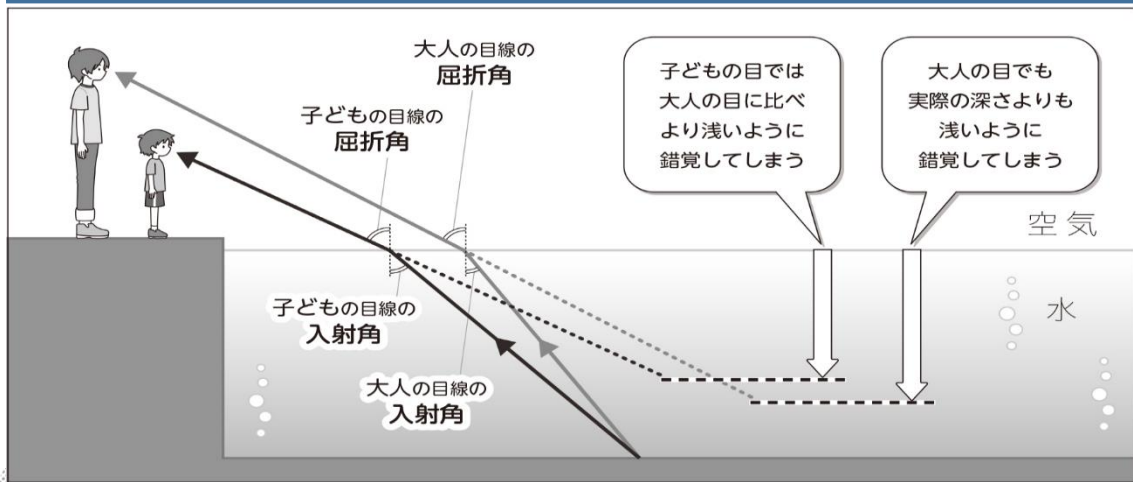 大人の目線の
屈折角
子どもの目線の
屈折角
子どもの目では
大人の目に比べ
より浅いように
錯覚してしまう
大人の目でも
実際の深さよりも
浅いように
錯覚してしまう
空気
水
子どもの目線の
入射角
大人の目線の
入射角